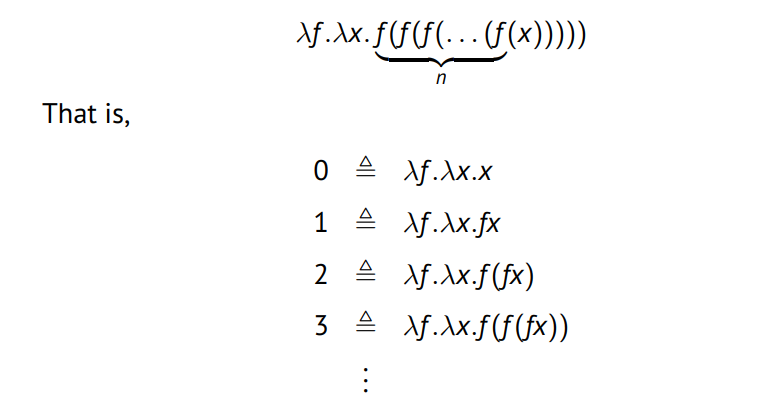 λf.λx.f(f(f(...(f(x)))))
n
That is,
0 ≜ λf.λx.x
1 ≜ λf.λx.fx
2 ≜ λf.λx.f(fx)
3 ≜ λf.λx.f(f(fx))
⋮